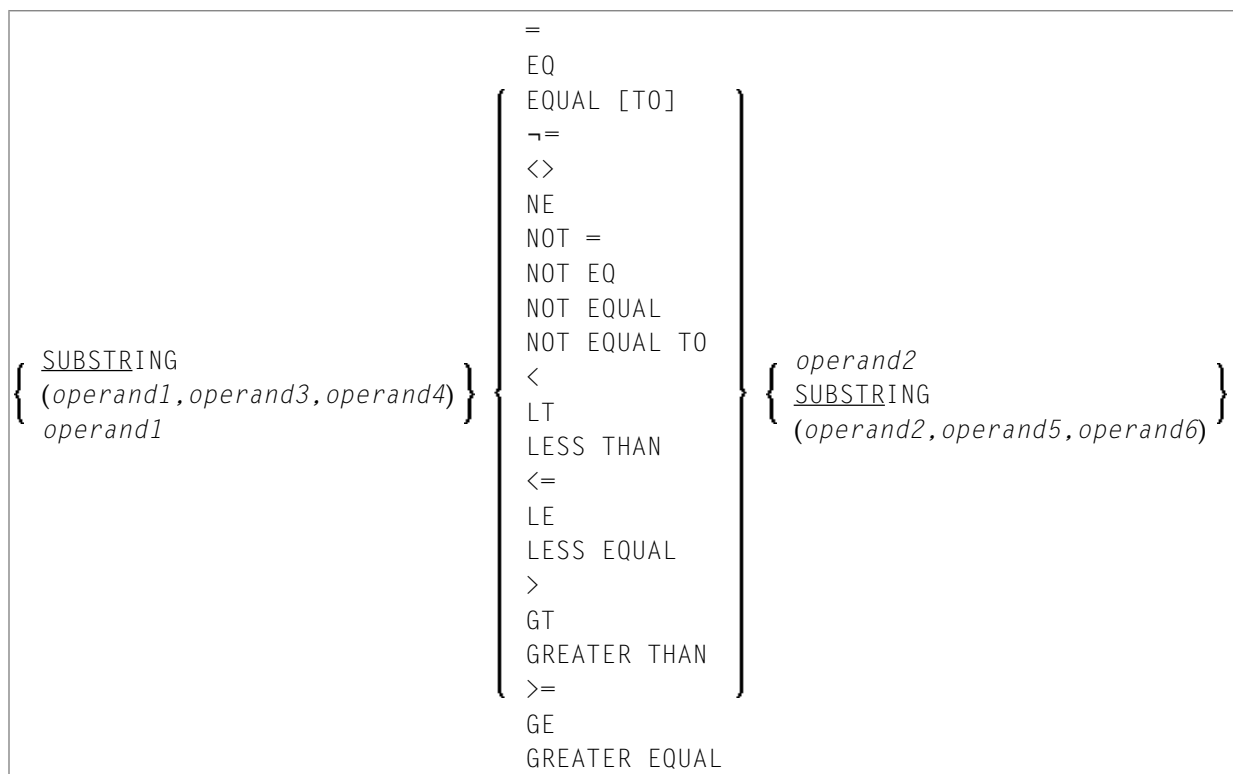 =
EQ
EQUAL [TO]
¬=
<>
NE
NOT =
NOT EQ
NOT EQUAL
NOT EQUAL TO
<
LT
LESS THAN
<=
LE
LESS EQUAL
>
GT
GREATER THAN
>=
GE
GREATER EQUAL
SUBSTRING
(operand1,operand3,operand4)
operand1
operand2
SUBSTRING
(operand2,operand5,operand6)